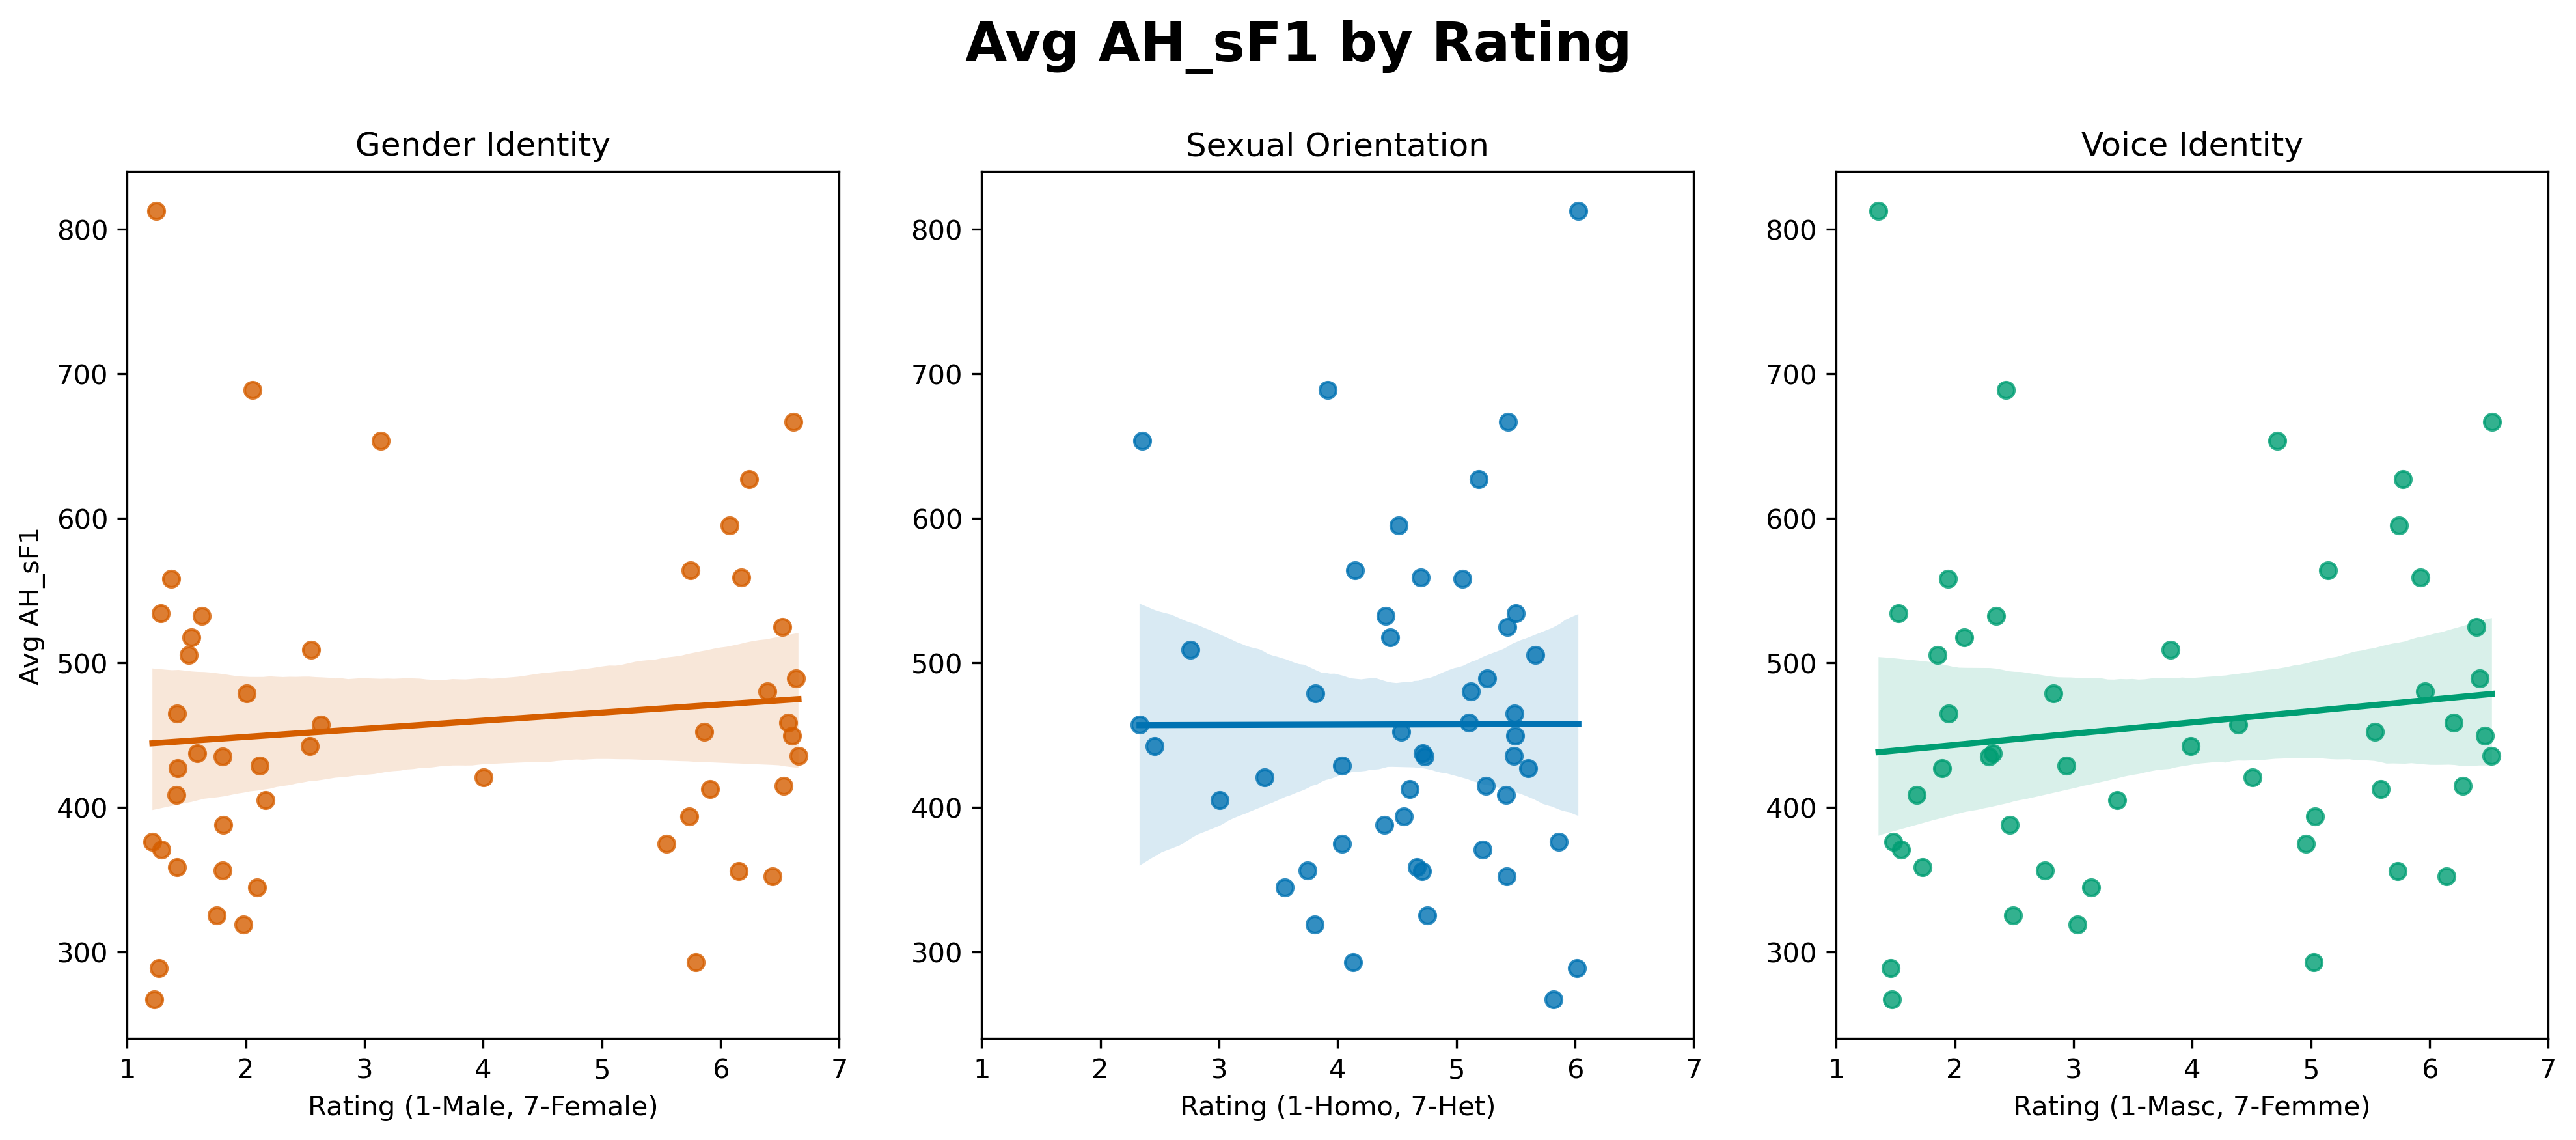 Avg AH_sF1 by Rating
Gender Identity
Sexual Orientation
Voice Identity
Avg AH_sF1
800
700
600
500
400
300
1 2 3 4 5 6 7
Rating (1-Male, 7-Female)
800
700
600
500
400
300
1 2 3 4 5 6 7
Rating (1-Homo, 7-Het)
800
700
600
500
400
300
1 2 3 4 5 6 7
Rating (1-Masc, 7-Femme)